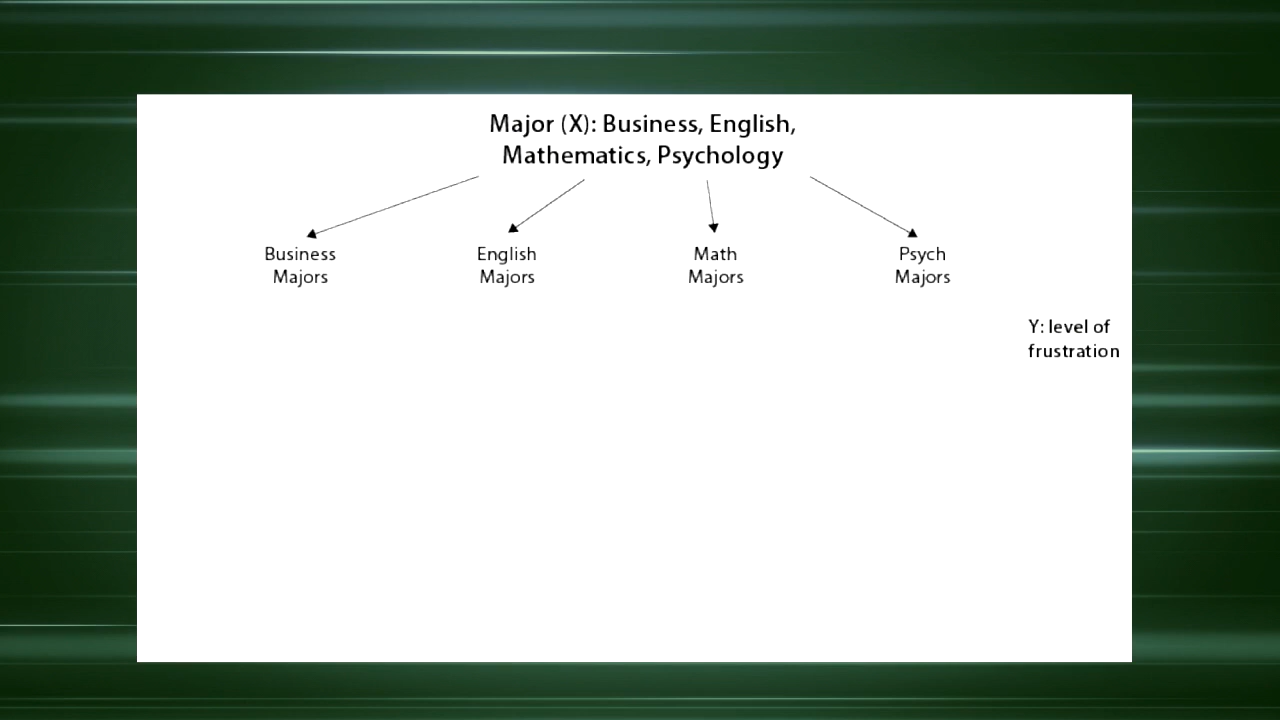 Major (X): Business, English,
Mathematics, Psychology
Business
Majors
English
Majors
Math
Majors
Psych
Majors
Y: level of
frustration